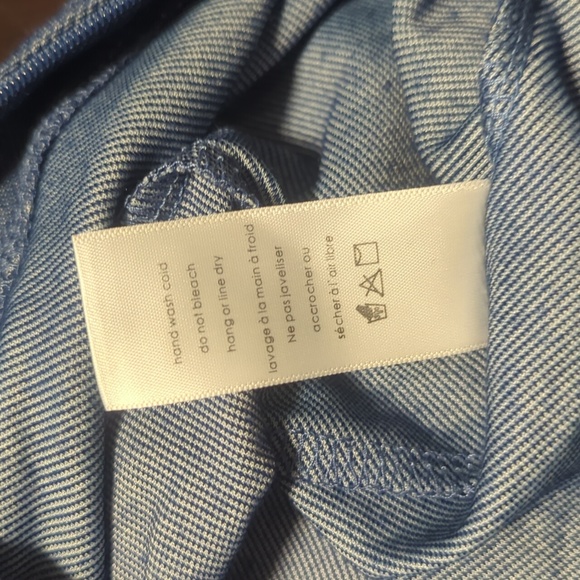 hand wash cold
do not bleach
hang or line dry
lavage à la main à froid
Ne pas javeliser
accrocher ou
sécher à l'air libre